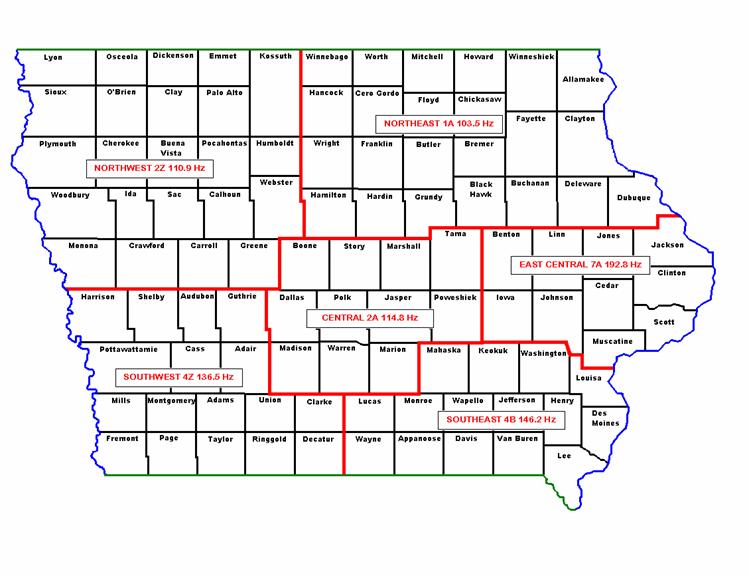 Lyon
Osceola
Dickenson
Emmet
Kossuth
Winnebago
Worth
Mitchell
Howard
Winneshiek
Allamakee
Sioux
O'Brien
Clay
Palo Alto
Hancock
Cero Gordo
Floyd
Chickasaw
Fayette
Clayton
NORTHEAST 1A 103.5 Hz
Plymouth
Cherokee
Buena
Vista
Pocahontas
Humboldt
Wright
Franklin
Butler
Bremer
NORTHWEST 2Z 110.9 Hz
Webster
Black
Hawk
Buchanan
Deleware
Dubuque
Woodbury
Ida
Sac
Calhoun
Hamilton
Hardin
Grundy
Monona
Crawford
Carroll
Greene
Boone
Story
Marshall
Tama
Benton
Linn
Jones
Jackson
EAST CENTRAL 7A 192.8 Hz
Clinton
Cedar
Harrison
Shelby
Audubon
Guthrie
Dallas
Polk
Jasper
Poweshiek
Iowa
Johnson
Scott
CENTRAL 2A 114.8 Hz
Muscatine
Pottawattamie
Cass
Adair
Madison
Warren
Marion
Mahaska
Keokuk
Washington
SOUTHWEST 4Z 136.5 Hz
Louisa
Mills
Montgomery
Adams
Union
Clarke
Lucas
Monroe
Wapello
Jefferson
Henry
Des
Moines
SOUTHEAST 4B 146.2 Hz
Fremont
Page
Taylor
Ringgold
Decatur
Wayne
Appanoose
Davis
Van Buren
Lee